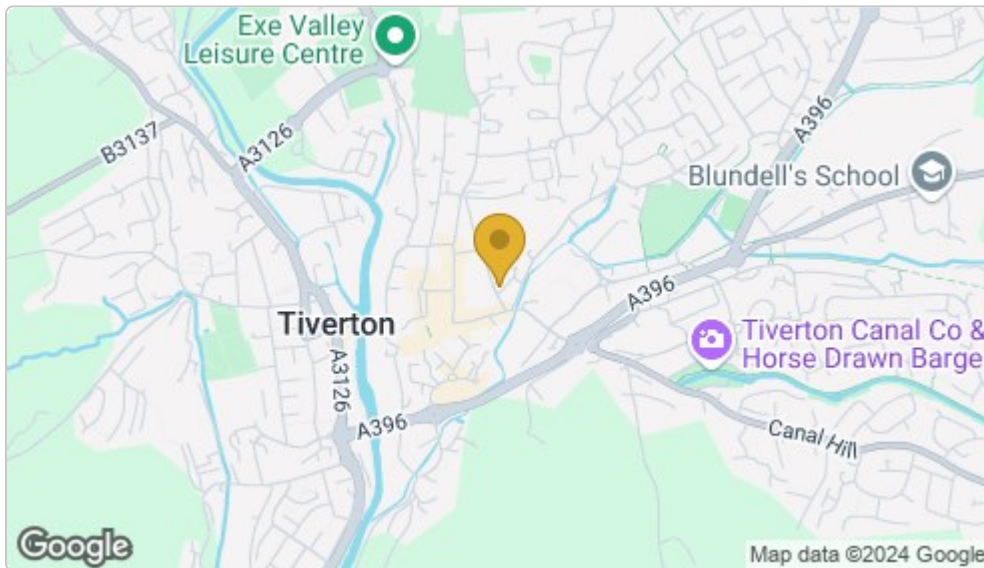 Exe Valley
Leisure Centre
B3137
A3126
A396
Blundell's School
A396
Tiverton
A3126
Tiverton Canal Co &
Horse Drawn Barge
A396
Canal Hill
Google
Map data ©2024 Google